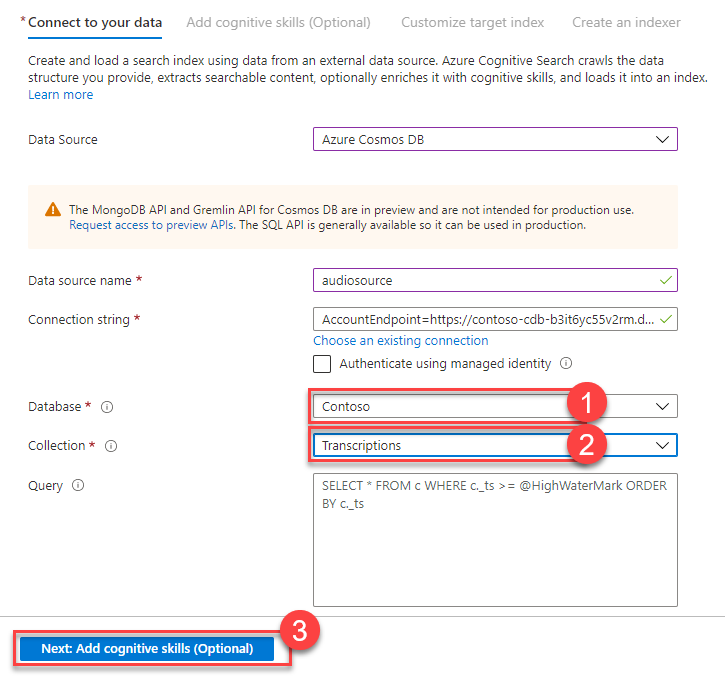 * Connect to your data Add cognitive skills (Optional) Customize target index Create an indexer
Create and load a search index using data from an external data source. Azure Cognitive Search crawls the data
structure you provide, extracts searchable content, optionally enriches it with cognitive skills, and loads it into an index.
Learn more
Data Source Azure Cosmos DB
The MongoDB API and Gremlin API for Cosmos DB are in preview and are not intended for production use.
Request access to preview APIs. The SQL API is generally available so it can be used in production.
Data source name * audiosource
Connection string * AccountEndpoint=https://contoso-cdb-b3it6yc55v2rm.d...
Choose an existing connection
Authenticate using managed identity
Database * Contoso 1
Collection * Transcriptions 2
Query SELECT * FROM c WHERE c._ts >= @HighWaterMark ORDER
BY c._ts
3
Next: Add cognitive skills (Optional)